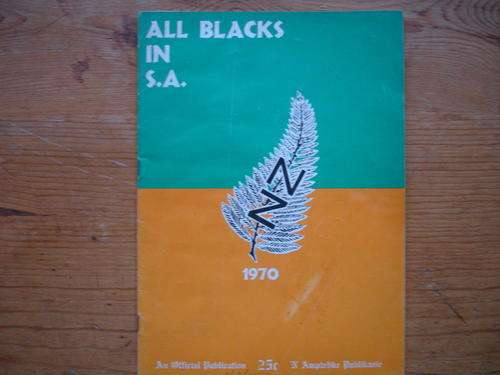 ALL BLACKS
IN
S.A.
NZ
1970
An Official Publication 25c 'N Amptelike Publikasie